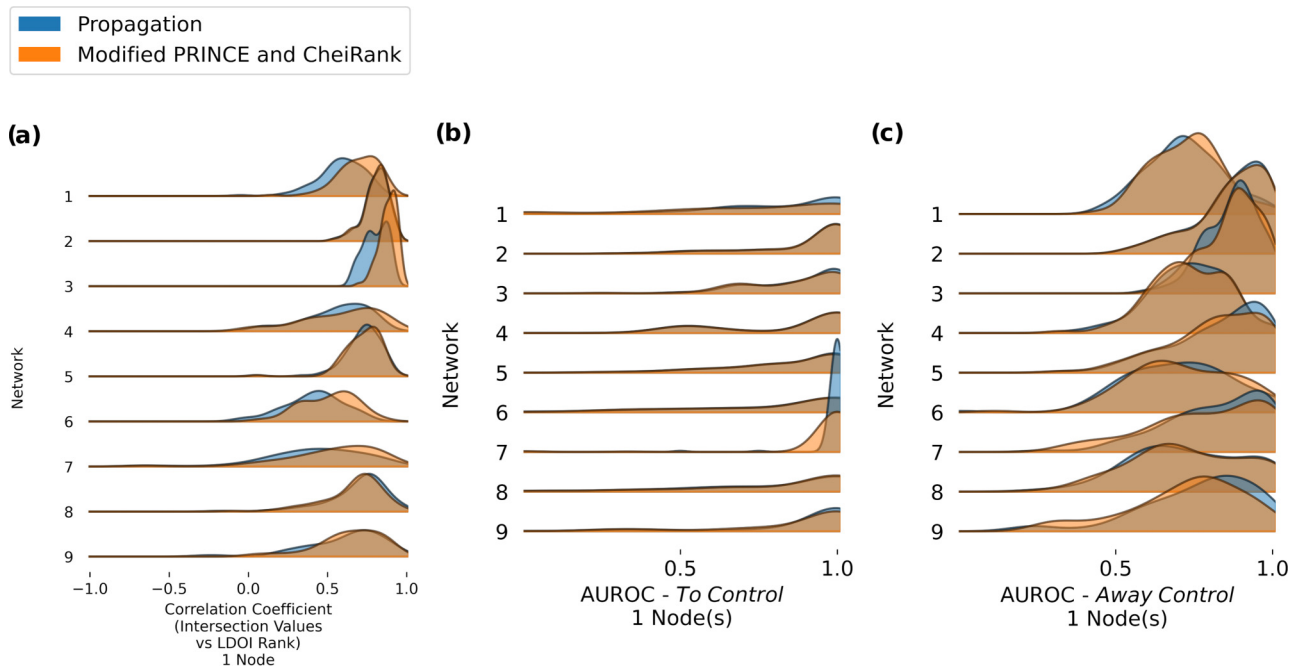 Propagation
Modified PRINCE and CheiRank
(a)
Network
1
2
3
4
5
6
7
8
9
−1.0 −0.5 0.0 0.5 1.0
Correlation Coefficient
(Intersection Values
vs LDOI Rank)
1 Node
(b)
Network
1
2
3
4
5
6
7
8
9
0.5 1.0
AUROC - To Control
1 Node(s)
(c)
Network
1
2
3
4
5
6
7
8
9
0.5 1.0
AUROC - Away Control
1 Node(s)